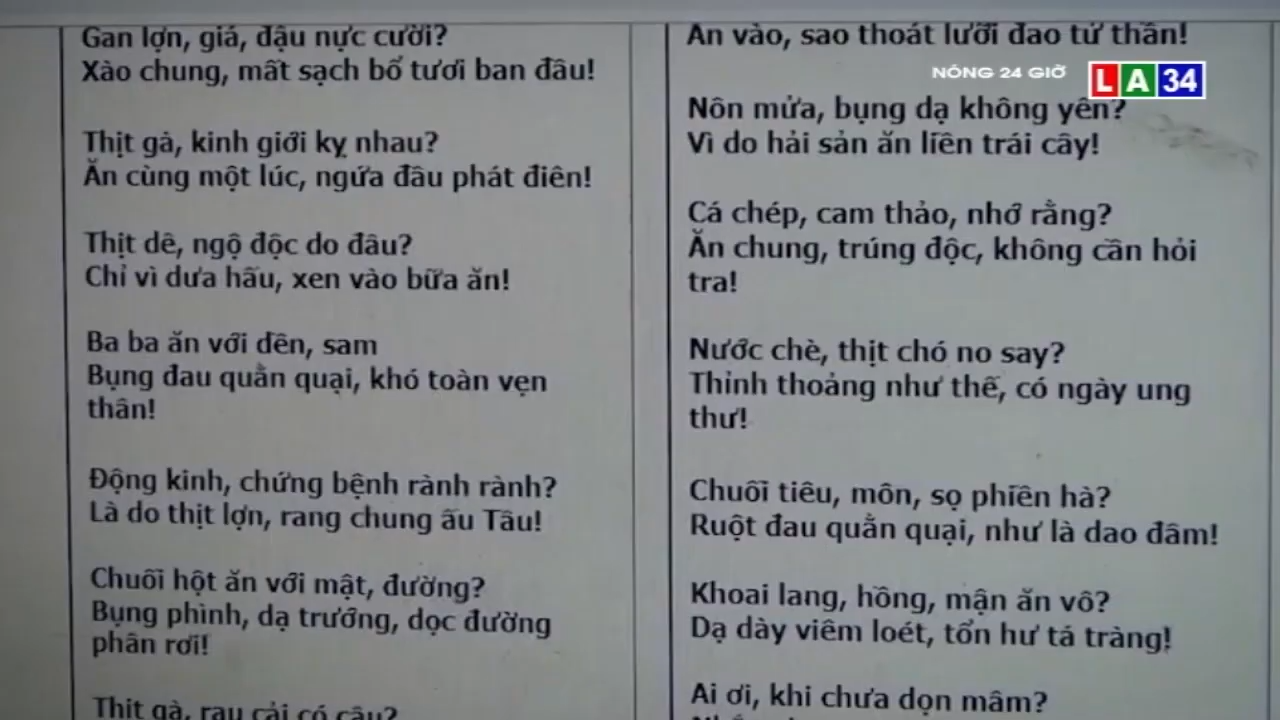 Gan lợn, giá, đậu nực cười?
Xào chung, mất sạch bổ tươi ban đầu!
Thịt gà, kinh giới kỵ nhau?
Ăn cùng một lúc, ngứa đầu phát điên!
Thịt dê, ngộ độc do đâu?
Chỉ vì dưa hấu, xen vào bữa ăn!
Ba ba ăn với dền, sam
Bụng đau quằn quại, khó toàn vẹn
thân!
Động kinh, chứng bệnh rành rành?
Là do thịt lợn, rang chung ấu Tầu!
Chuối hột ăn với mật, đường?
Bụng phình, dạ trướng, dọc đường
phân rơi!
Thịt gà, rau cải có câu?
Ăn vào, sao thoát lưỡi dao tử thần!
NÓNG 24 GIỜ LA34
Nôn mửa, bụng dạ không yên?
Vì do hải sản ăn liền trái cây!
Cá chép, cam thảo, nhớ rằng?
Ăn chung, trúng độc, không cần hỏi
tra!
Nước chè, thịt chó no say?
Thỉnh thoảng như thế, có ngày ung
thư!
Chuối tiêu, môn, sọ phiền hà?
Ruột đau quằn quại, như là dao đâm!
Khoai lang, hồng, mận ăn vô?
Dạ dày viêm loét, tổn hư tá tràng!
Ai ơi, khi chưa dọn mâm?